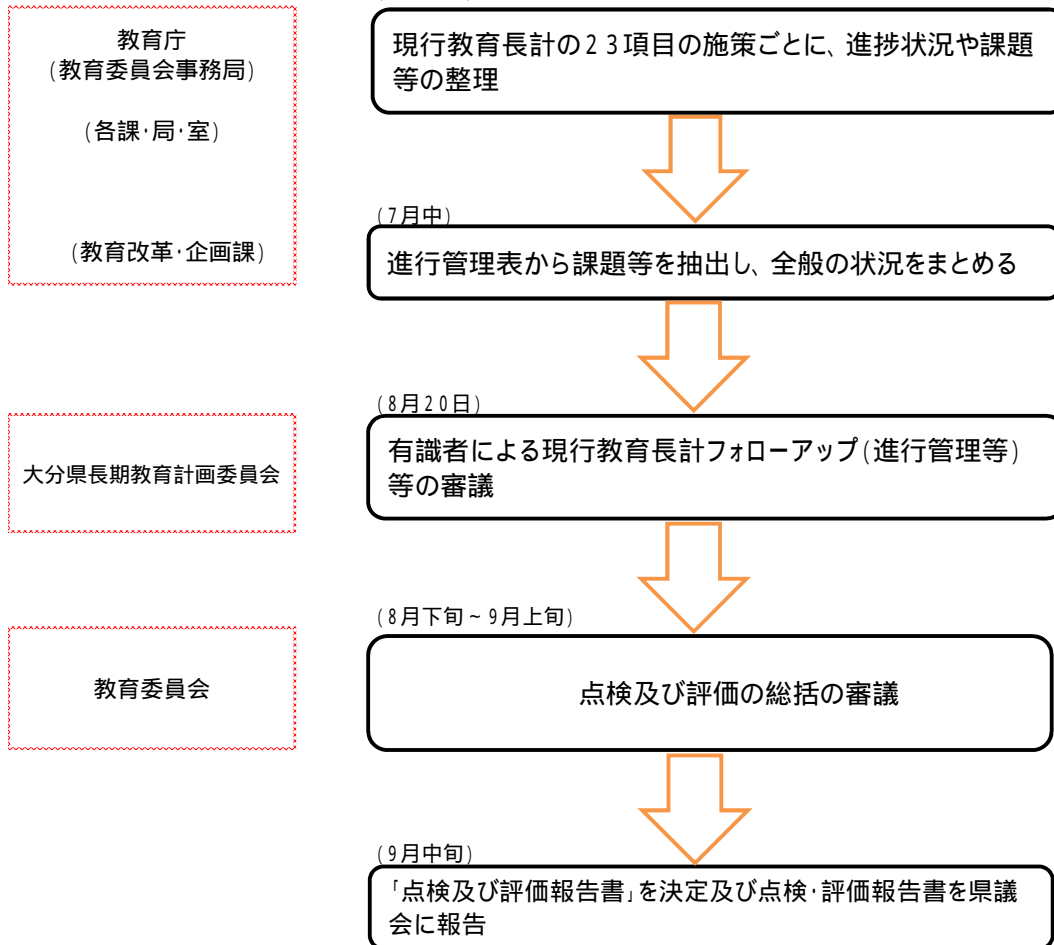 教育庁
(教育委員会事務局)
(各課･局･室)
(教育改革･企画課)
現行教育長計の23項目の施策ごとに、進捗状況や課題
等の整理
(7月中)
進行管理表から課題等を抽出し、全般の状況をまとめる
大分県長期教育計画委員会
(8月20日)
有識者による現行教育長計フォローアップ(進行管理等)
等の審議
教育委員会
(8月下旬~9月上旬)
点検及び評価の総括の審議
(9月中旬)
「点検及び評価報告書」を決定及び点検･評価報告書を県議
会に報告